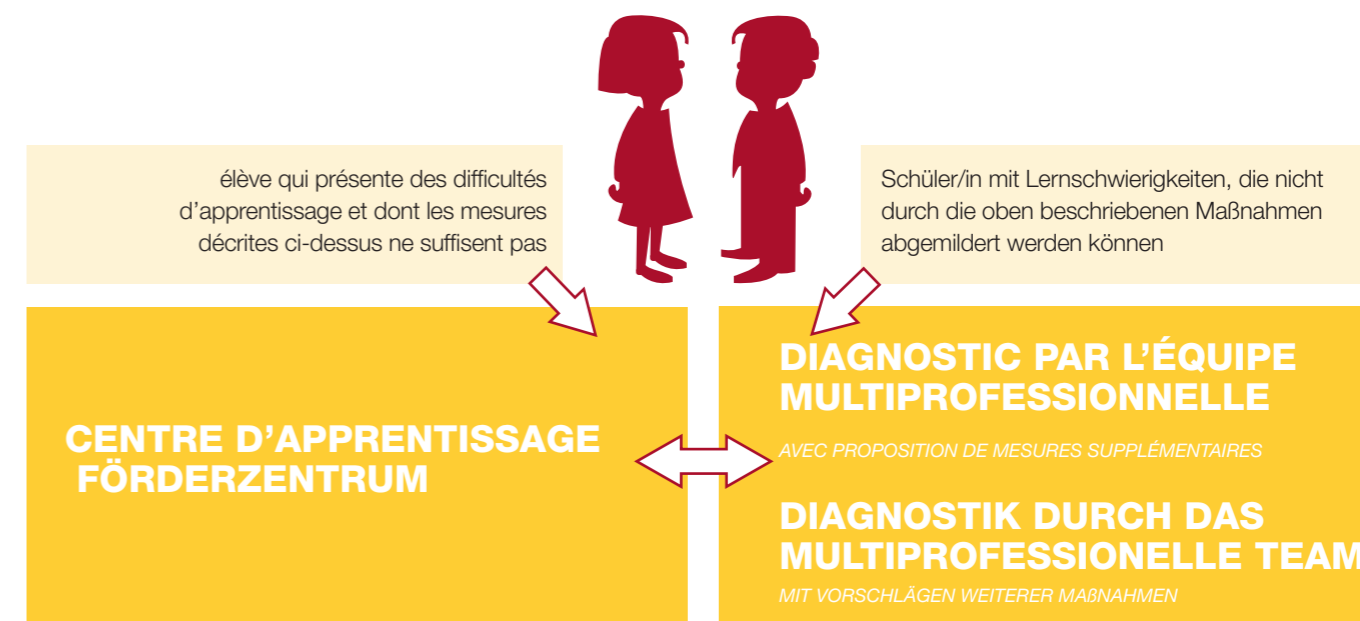 élève qui présente des difficultés
d'apprentissage et dont les mesures
décrites ci-dessus ne suffisent pas
Schüler/in mit Lernschwierigkeiten, die nicht
durch die oben beschriebenen Maßnahmen
abgemildert werden können
CENTRE D'APPRENTISSAGE
FÖRDERZENTRUM
DIAGNOSTIC PAR L'ÉQUIPE
MULTIPROFESSIONNELLE
AVEC PROPOSITION DE MESURES SUPPLÉMENTAIRES
DIAGNOSTIK DURCH DAS
MULTIPROFESSIONELLE TEAM
MIT VORSCHLÄGEN WEITERER MAßNAHMEN